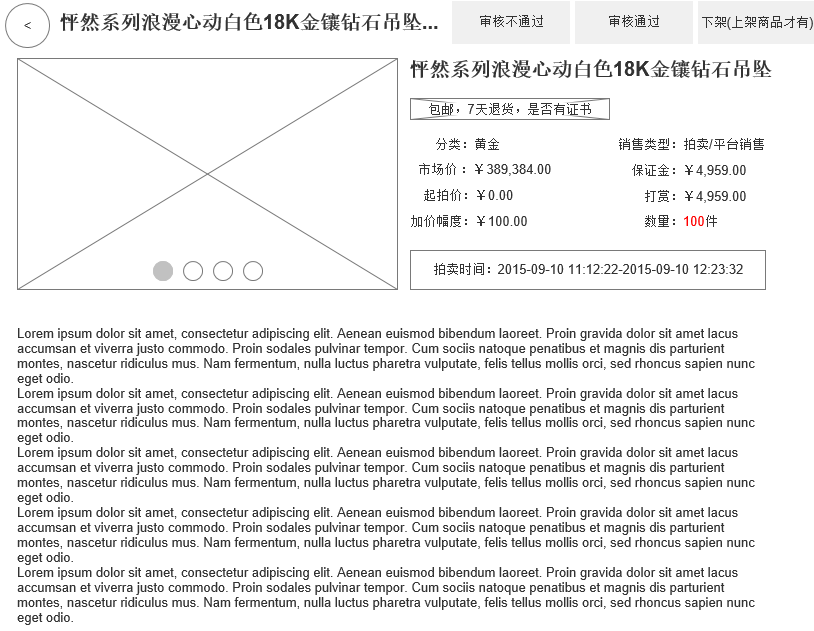 <
怦然系列浪漫心动白色18K金镶钻石吊坠...
审核不通过
审核通过
下架(上架商品才有)
怦然系列浪漫心动白色18K金镶钻石吊坠
包邮，7天退货，是否有证书
分类：黄金
销售类型：拍卖/平台销售
市场价：￥389,384.00
保证金：￥4,959.00
起拍价：￥0.00
打赏：￥4,959.00
加价幅度：￥100.00
数量：100件
拍卖时间：2015-09-10 11:12:22-2015-09-10 12:23:32
Lorem ipsum dolor sit amet, consectetur adipiscing elit. Aenean euismod bibendum laoreet. Proin gravida dolor sit amet lacus
accumsan et viverra justo commodo. Proin sodales pulvinar tempor. Cum sociis natoque penatibus et magnis dis parturient
montes, nascetur ridiculus mus. Nam fermentum, nulla luctus pharetra vulputate, felis tellus mollis orci, sed rhoncus sapien nunc
eget odio.
Lorem ipsum dolor sit amet, consectetur adipiscing elit. Aenean euismod bibendum laoreet. Proin gravida dolor sit amet lacus
accumsan et viverra justo commodo. Proin sodales pulvinar tempor. Cum sociis natoque penatibus et magnis dis parturient
montes, nascetur ridiculus mus. Nam fermentum, nulla luctus pharetra vulputate, felis tellus mollis orci, sed rhoncus sapien nunc
eget odio.
Lorem ipsum dolor sit amet, consectetur adipiscing elit. Aenean euismod bibendum laoreet. Proin gravida dolor sit amet lacus
accumsan et viverra justo commodo. Proin sodales pulvinar tempor. Cum sociis natoque penatibus et magnis dis parturient
montes, nascetur ridiculus mus. Nam fermentum, nulla luctus pharetra vulputate, felis tellus mollis orci, sed rhoncus sapien nunc
eget odio.
Lorem ipsum dolor sit amet, consectetur adipiscing elit. Aenean euismod bibendum laoreet. Proin gravida dolor sit amet lacus
accumsan et viverra justo commodo. Proin sodales pulvinar tempor. Cum sociis natoque penatibus et magnis dis parturient
montes, nascetur ridiculus mus. Nam fermentum, nulla luctus pharetra vulputate, felis tellus mollis orci, sed rhoncus sapien nunc
eget odio.
Lorem ipsum dolor sit amet, consectetur adipiscing elit. Aenean euismod bibendum laoreet. Proin gravida dolor sit amet lacus
accumsan et viverra justo commodo. Proin sodales pulvinar tempor. Cum sociis natoque penatibus et magnis dis parturient
montes, nascetur ridiculus mus. Nam fermentum, nulla luctus pharetra vulputate, felis tellus mollis orci, sed rhoncus sapien nunc
eget odio.